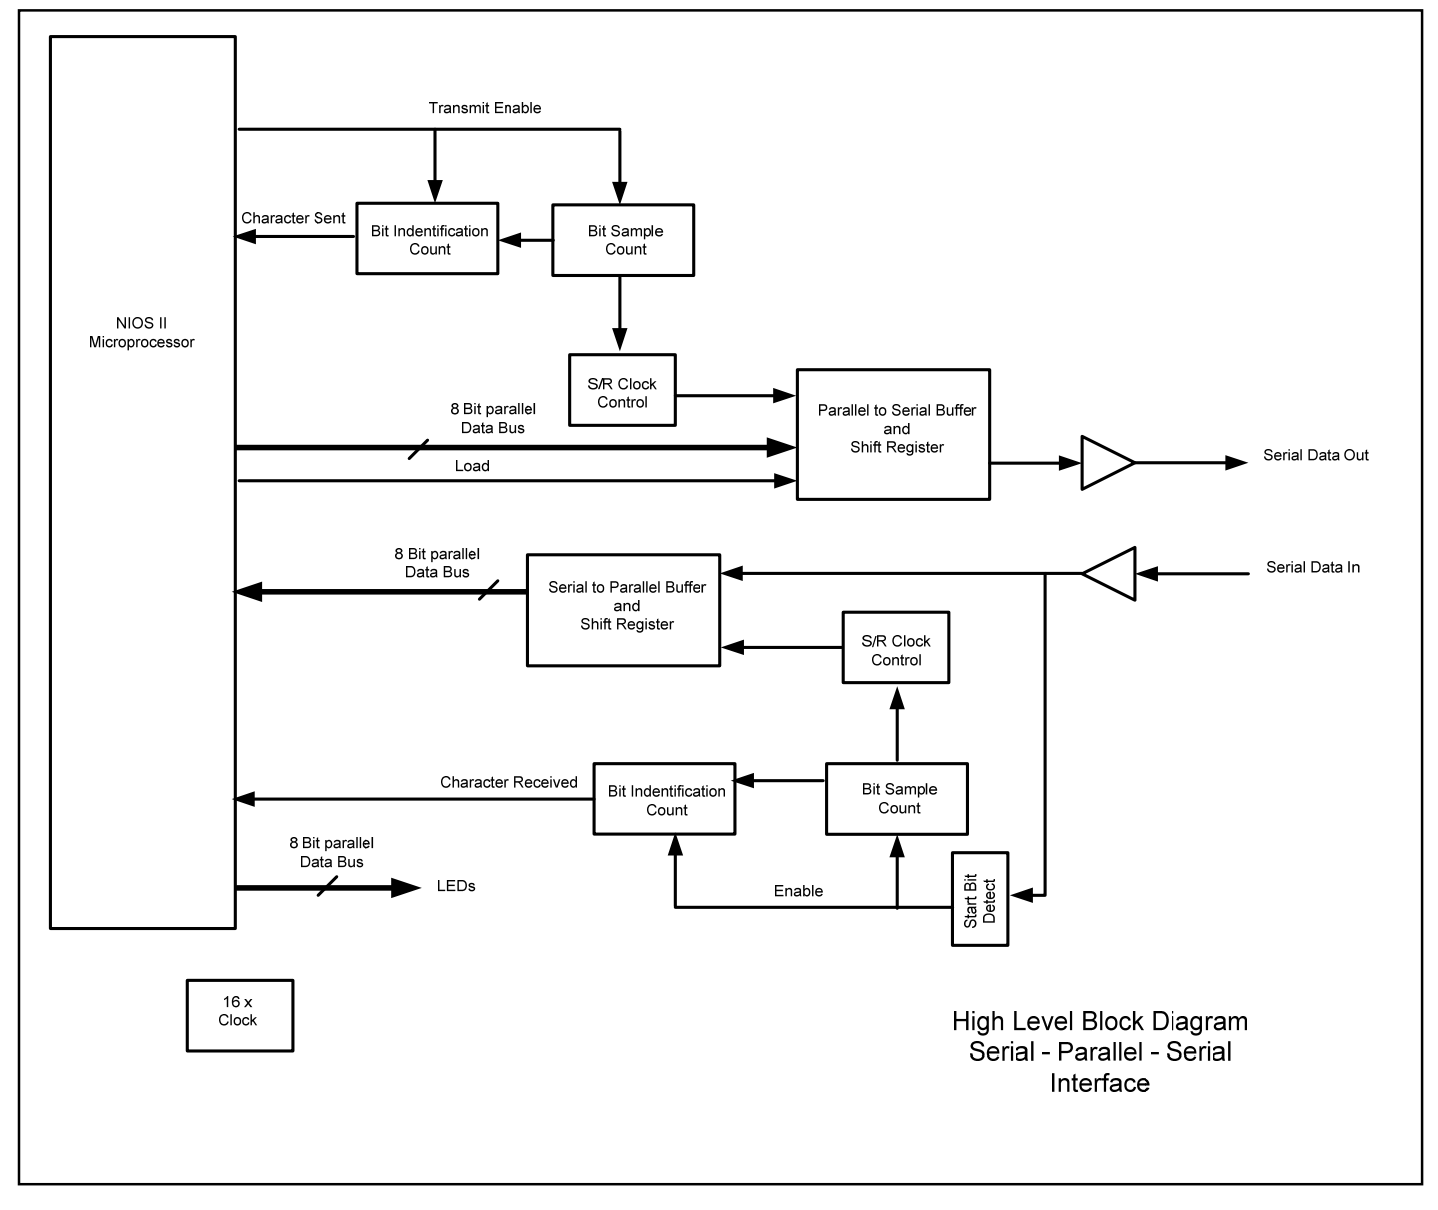 Transmit Enable
Character Sent
Bit Indentification
Count
Bit Sample
Count
NIOS II
Microprocessor
S/R Clock
Control
8 Bit parallel
Data Bus
Load
Parallel to Serial Buffer
and
Shift Register
Serial Data Out
8 Bit parallel
Data Bus
Serial to Parallel Buffer
and
Shift Register
Serial Data In
S/R Clock
Control
Character Received
Bit Indentification
Count
Bit Sample
Count
8 Bit parallel
Data Bus
LEDs
Enable
Start Bit
Detect
16 x
Clock
High Level Block Diagram
Serial - Parallel - Serial
Interface